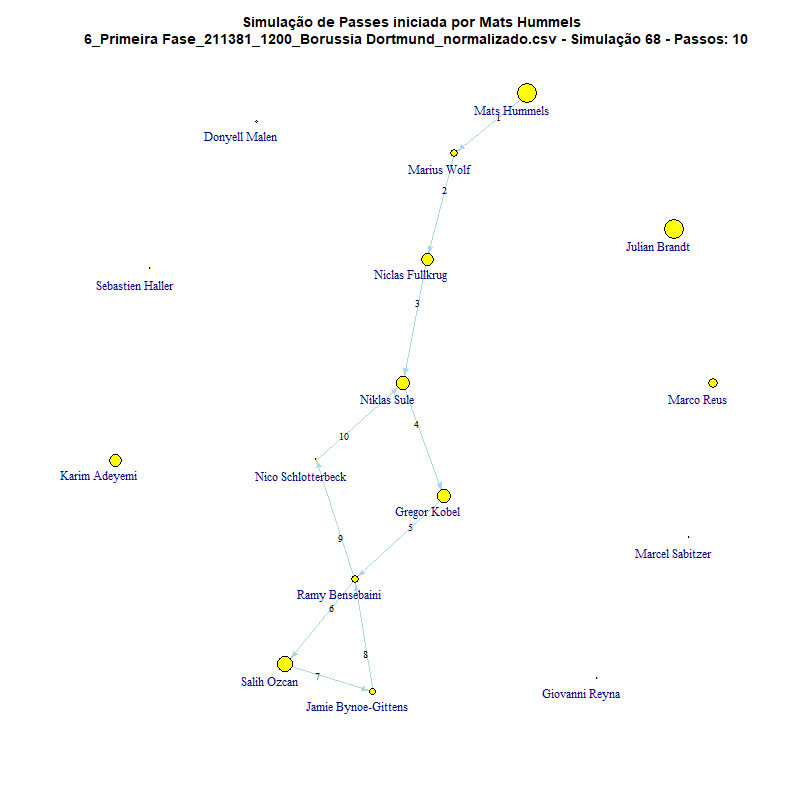 Simulação de Passes iniciada por Mats Hummels
6_Primeira Fase_211381_1200_Borussia Dortmund_normalizado.csv - Simulação 68 - Passos: 10
Mats Hummels
1
Donyell Malen
Marius Wolf
2
Julian Brandt
Niclas Fullkrug
Sebastien Haller
3
Niklas Sule
Marco Reus
4
10
Karim Adeyemi
Nico Schlotterbeck
Gregor Kobel
5
9
Marcel Sabitzer
Ramy Bensebaini
6
8
7
Salih Ozcan
Giovanni Reyna
Jamie Bynoe-Gittens